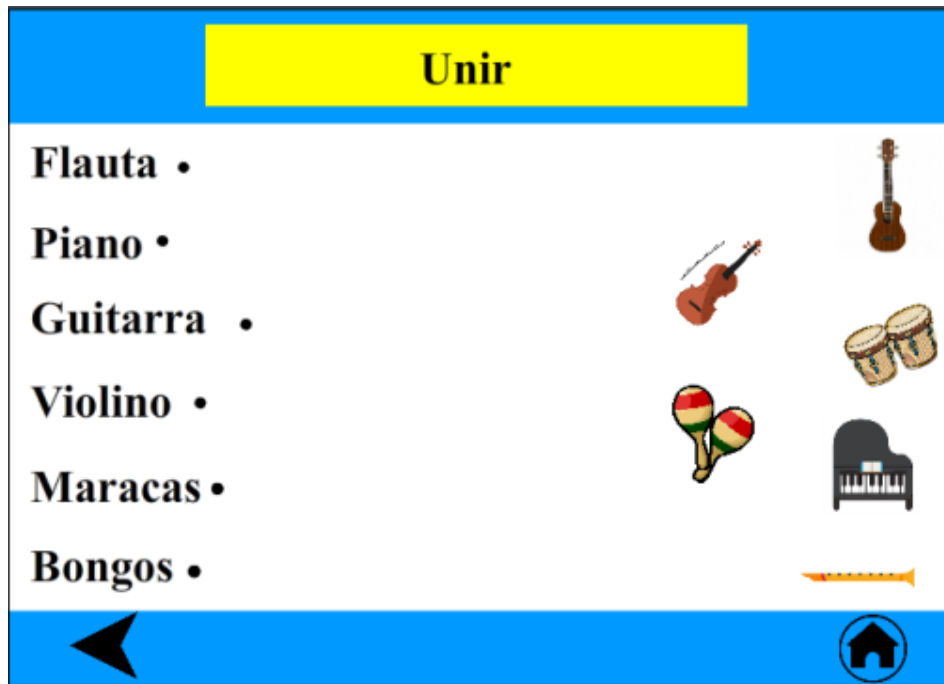 Unir
Flauta •
Piano •
Guitarra •
Violino •
Maracas •
Bongos •